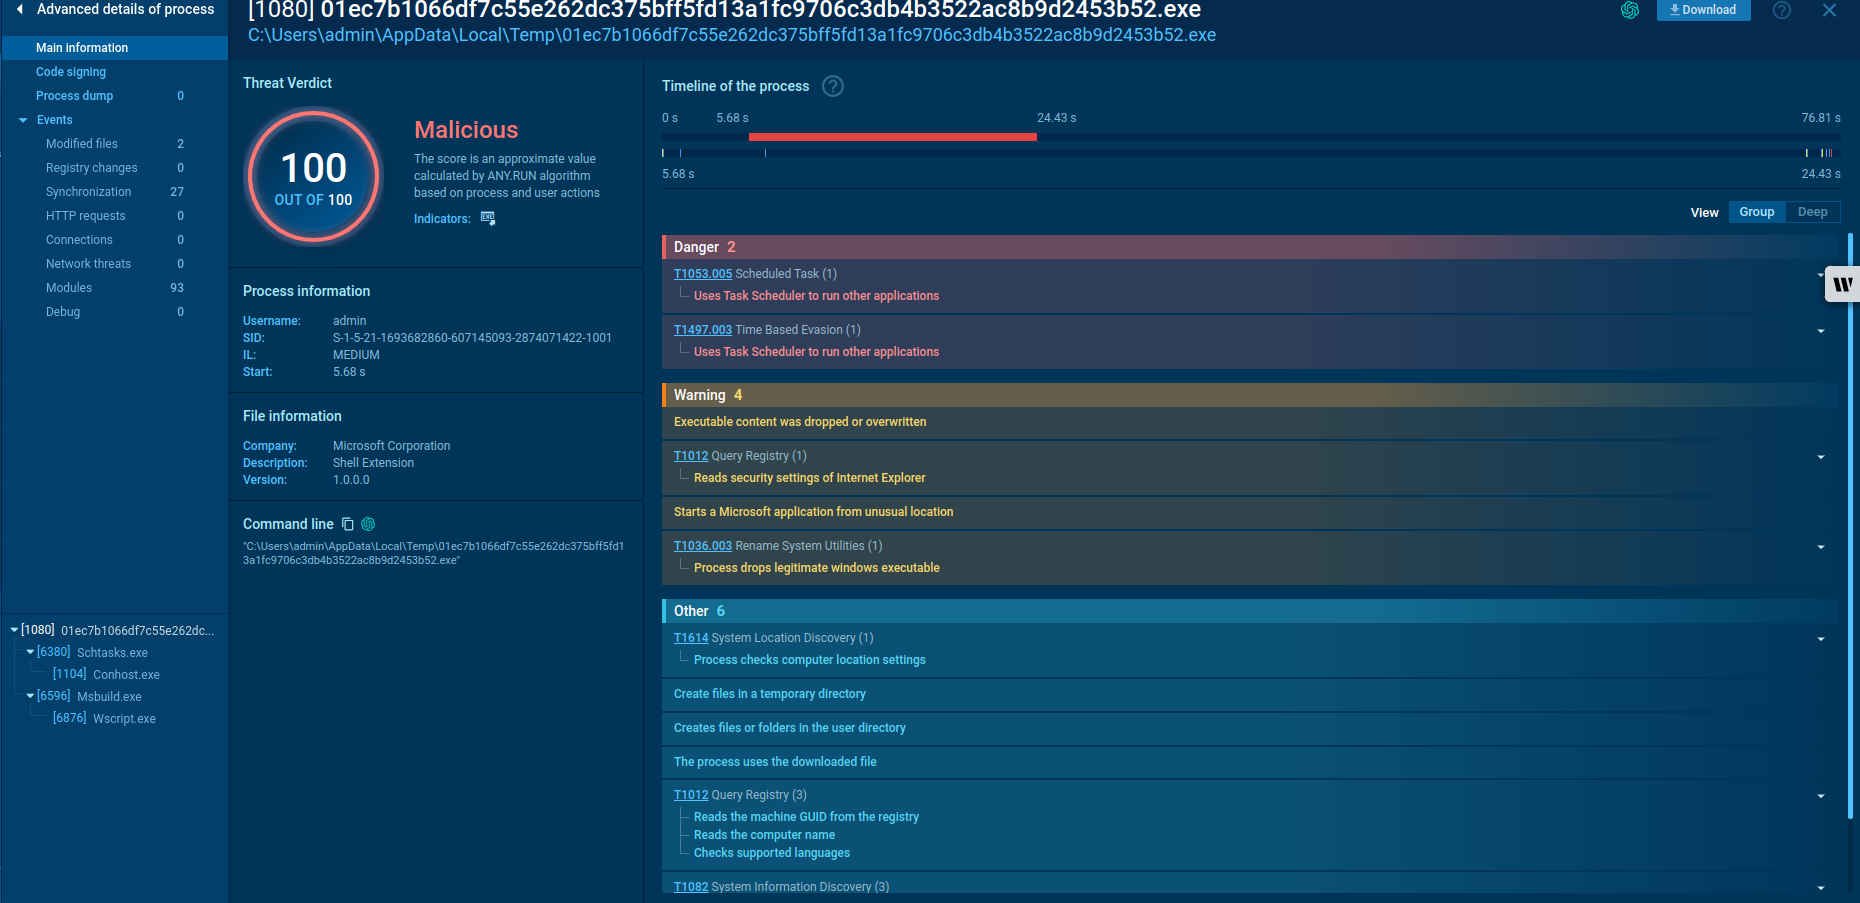 Advanced details of process
Main information
Code signing
Process dump 0
Events
Modified files 2
Registry changes 0
Synchronization 27
HTTP requests 0
Connections 0
Network threats 0
Modules 93
Debug 0
[1080] 01ec7b1066df7c55e262dc...
[6380] Schtasks.exe
[1104] Conhost.exe
[6596] Msbuild.exe
[6876] Wscript.exe
[1080] 01ec7b1066df7c55e262dc375bff5fd13a1fc9706c3db4b3522ac8b9d2453b52.exe
C:\Users\admin\AppData\Local\Temp\01ec7b1066df7c55e262dc375bff5fd13a1fc9706c3db4b3522ac8b9d2453b52.exe
Download
?
Threat Verdict
100
OUT OF 100
Malicious
The score is an approximate value
calculated by ANY.RUN algorithm
based on process and user actions
Indicators: EXE
Process information
Username: admin
SID: S-1-5-21-1693682860-607145093-2874071422-1001
IL: MEDIUM
Start: 5.68 s
File information
Company: Microsoft Corporation
Description: Shell Extension
Version: 1.0.0.0
Command line
"C:\Users\admin\AppData\Local\Temp\01ec7b1066df7c55e262dc375bff5fd1
3a1fc9706c3db4b3522ac8b9d2453b52.exe"
Timeline of the process ?
0 s 5.68 s 24.43 s 76.81 s
5.68 s 24.43 s
View Group Deep
Danger 2
T1053.005 Scheduled Task (1)
Uses Task Scheduler to run other applications
T1497.003 Time Based Evasion (1)
Uses Task Scheduler to run other applications
Warning 4
Executable content was dropped or overwritten
T1012 Query Registry (1)
Reads security settings of Internet Explorer
Starts a Microsoft application from unusual location
T1036.003 Rename System Utilities (1)
Process drops legitimate windows executable
Other 6
T1614 System Location Discovery (1)
Process checks computer location settings
Create files in a temporary directory
Creates files or folders in the user directory
The process uses the downloaded file
T1012 Query Registry (3)
Reads the machine GUID from the registry
Reads the computer name
Checks supported languages
T1082 System Information Discovery (3)
W